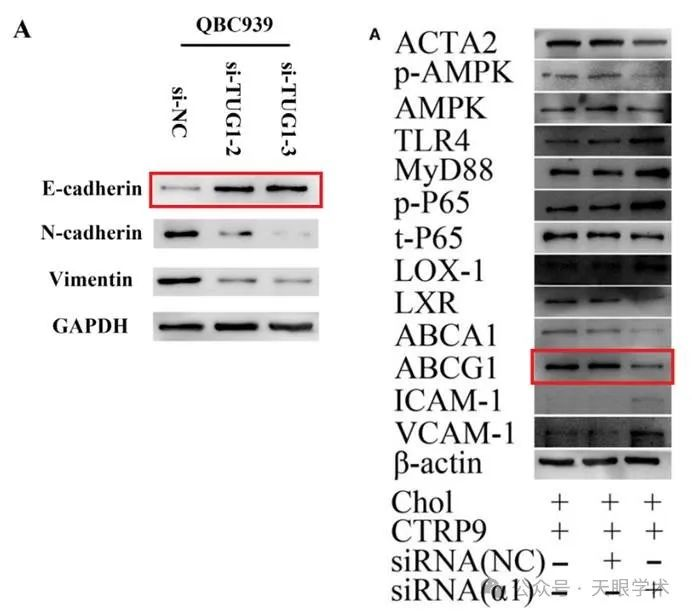 A
QBC939
si-NC
si-TUG1-2
si-TUG1-3
E-cadherin
N-cadherin
Vimentin
GAPDH
A
ACTA2
p-AMPK
AMPK
TLR4
MyD88
p-P65
t-P65
LOX-1
LXR
ABCA1
ABCG1
ICAM-1
VCAM-1
β-actin
Chol + + +
CTRP9 + + +
siRNA(NC) − + −
siRNA(α1) − − +
公众号 · 天眼学术